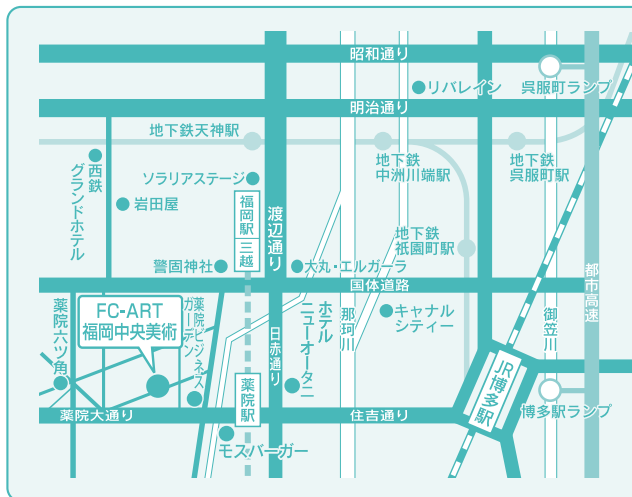 昭和通り
リバレイン
呉服町ランプ
明治通り
地下鉄天神駅
地下鉄
中洲川端駅
地下鉄
呉服町駅
西鉄
グランドホテル
ソラリアステージ
岩田屋
福岡駅
三越
渡辺通り
地下鉄
祇園町駅
警固神社
大丸・エルガーラ
国体道路
都市高速
FC-ART
福岡中央美術
薬院六ツ角
薬院ビジネス
ガーデン
日赤通り
ホテル
ニューオータニ
那珂川
キャナル
シティー
御笠川
JR博多駅
薬院駅
博多駅ランプ
薬院大通り
住吉通り
モスバーガー